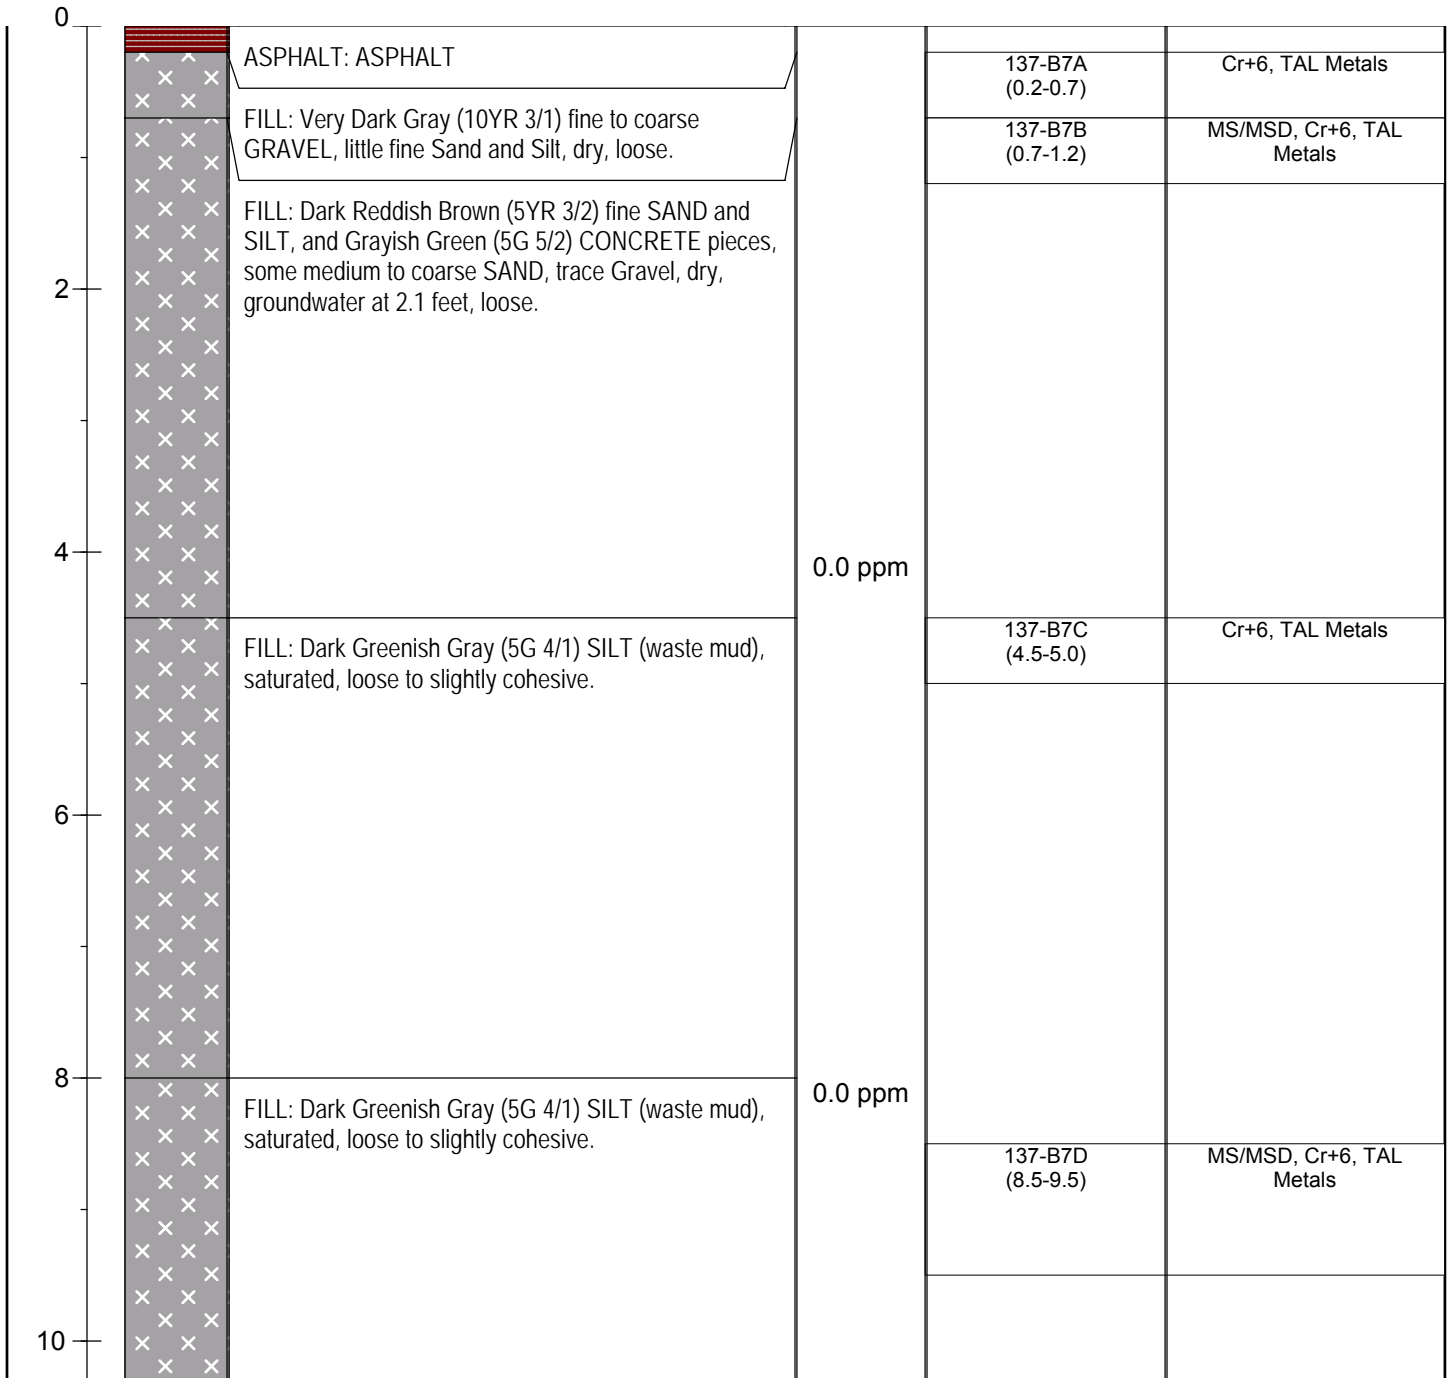 0
ASPHALT: ASPHALT
137-B7A
(0.2-0.7)
Cr+6, TAL Metals
FILL: Very Dark Gray (10YR 3/1) fine to coarse
GRAVEL, little fine Sand and Silt, dry, loose.
137-B7B
(0.7-1.2)
MS/MSD, Cr+6, TAL
Metals
FILL: Dark Reddish Brown (5YR 3/2) fine SAND and
SILT, and Grayish Green (5G 5/2) CONCRETE pieces,
some medium to coarse SAND, trace Gravel, dry,
groundwater at 2.1 feet, loose.
2
4
0.0 ppm
FILL: Dark Greenish Gray (5G 4/1) SILT (waste mud),
saturated, loose to slightly cohesive.
137-B7C
(4.5-5.0)
Cr+6, TAL Metals
6
8
0.0 ppm
FILL: Dark Greenish Gray (5G 4/1) SILT (waste mud),
saturated, loose to slightly cohesive.
137-B7D
(8.5-9.5)
MS/MSD, Cr+6, TAL
Metals
10